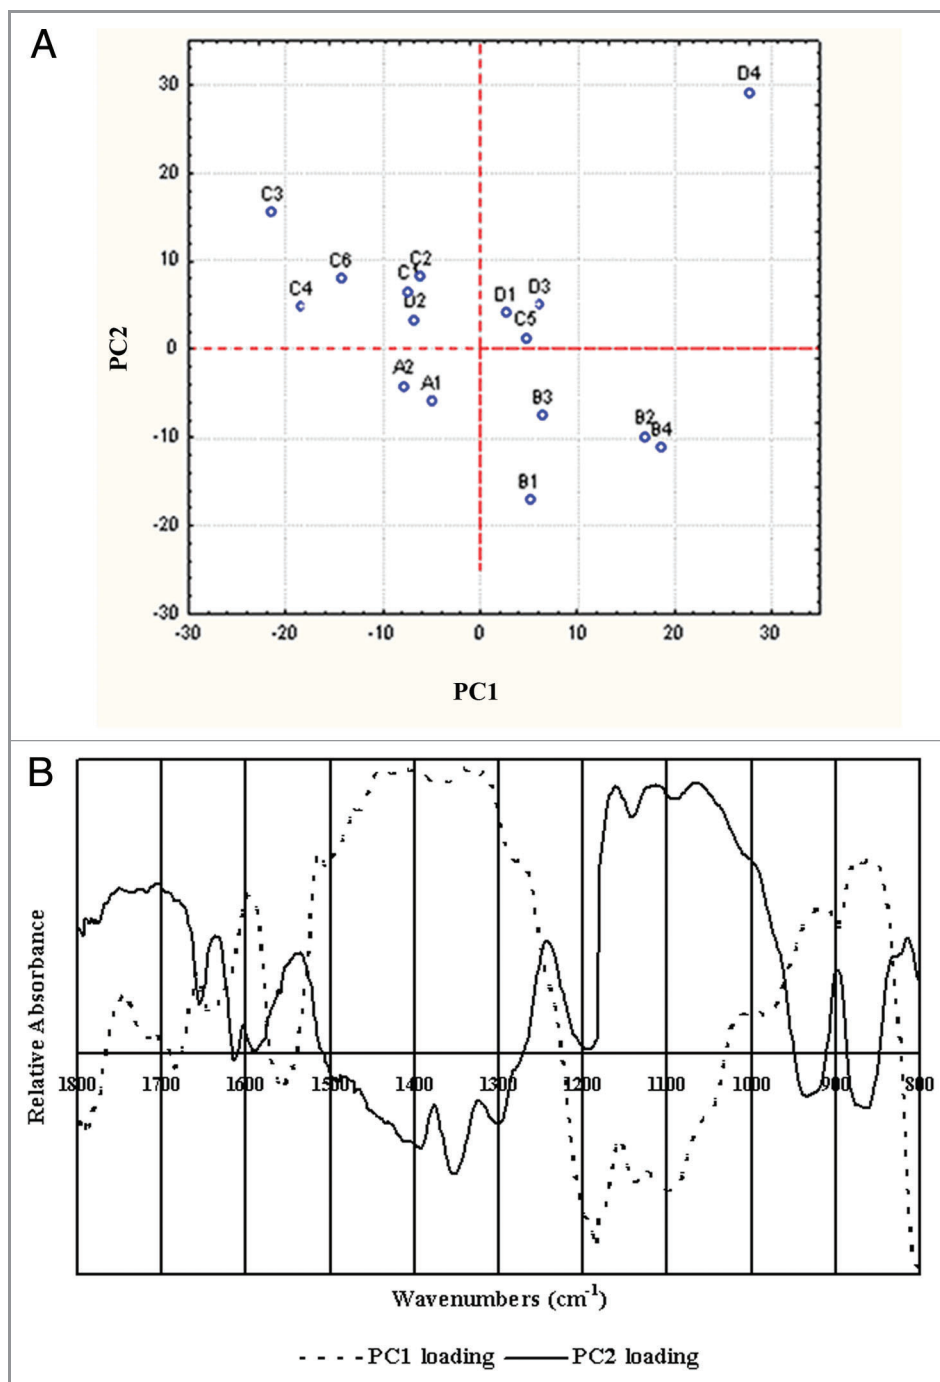 A
D4
30
20
C3
C6
C2
C1
10
C4
D2
D1
D3
C5
PC2
0
A2
A1
B3
B2
B4
-10
B1
-20
-30
-30
-20
-10
0
10
20
30
PC1
B
Relative Absorbance
1800
1700
1600
1500
1400
1300
1200
1100
1000
900
800
Wavenumbers (cm-1)
PC1 loading
PC2 loading